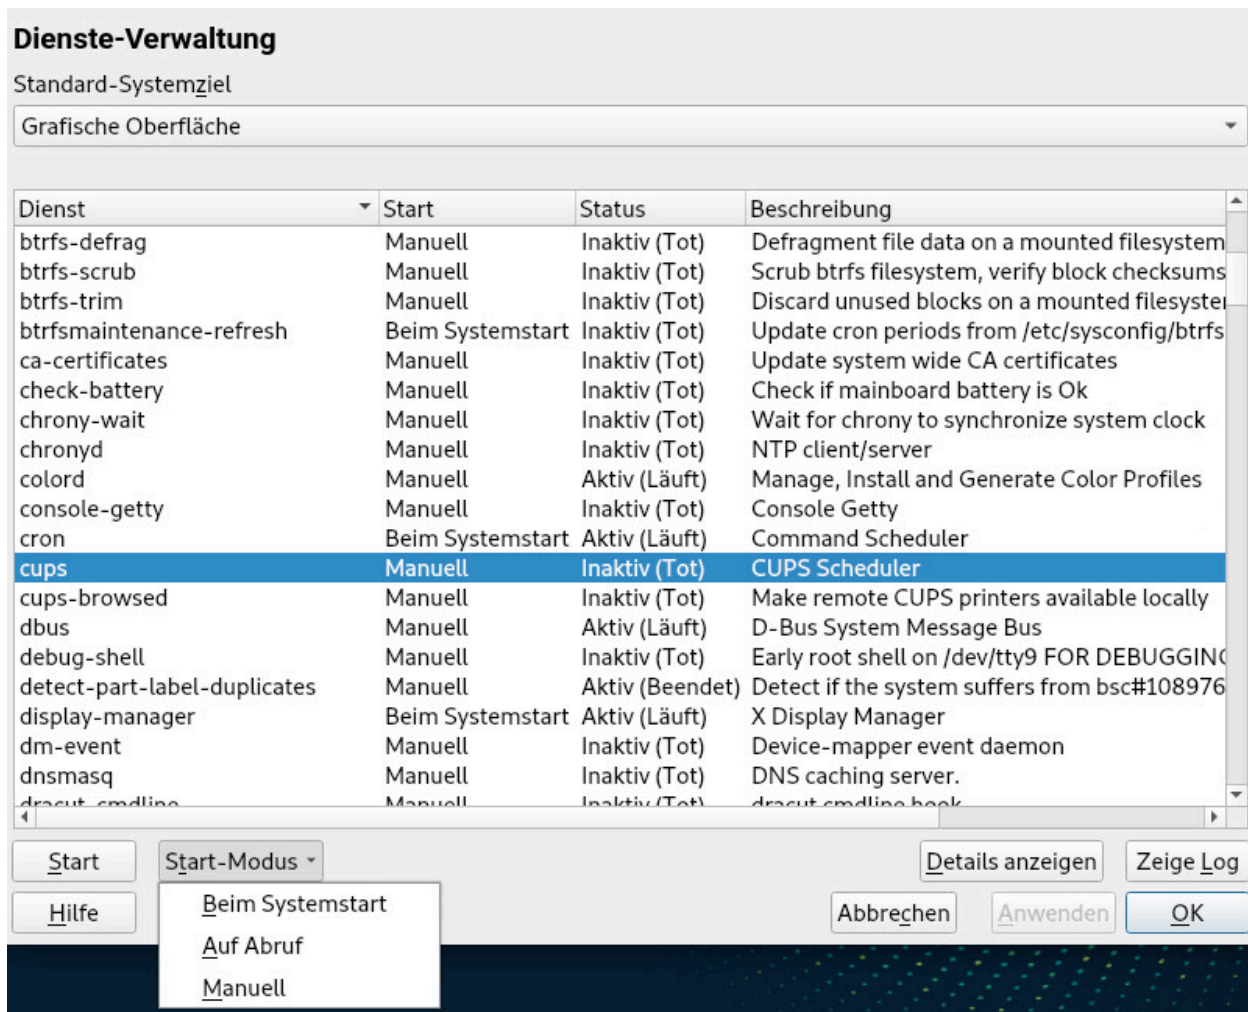 Dienste-Verwaltung
Standard-Systemziel
Grafische Oberfläche
Dienst Start Status Beschreibung
btrfs-defrag Manuell Inaktiv (Tot) Defragment file data on a mounted filesystem
btrfs-scrub Manuell Inaktiv (Tot) Scrub btrfs filesystem, verify block checksums
btrfs-trim Manuell Inaktiv (Tot) Discard unused blocks on a mounted
btrfsmaintenance-refresh Beim Systemstart Inaktiv (Tot) Update cron periods from /etc/sysconfig/btrfs
ca-certificates Manuell Inaktiv (Tot) Update system wide CA certificates
check-battery Manuell Inaktiv (Tot) Check if mainboard battery is Ok
chrony-wait Manuell Inaktiv (Tot) Wait for chrony to synchronize system clock
chronyd Manuell Inaktiv (Tot) NTP client/server
colord Manuell Aktiv (Läuft) Manage, Install and Generate Color Profiles
console-getty Manuell Inaktiv (Tot) Console Getty
cron Beim Systemstart Aktiv (Läuft) Command Scheduler
cups Manuell Inaktiv (Tot) CUPS Scheduler
cups-browsed Manuell Inaktiv (Tot) Make remote CUPS printers available locally
dbus Manuell Aktiv (Läuft) D-Bus System Message Bus
debug-shell Manuell Inaktiv (Tot) Early root shell on /dev/tty9 FOR DEBUGGING
detect-part-label-duplicates Manuell Aktiv (Beendet) Detect if the system suffers from bsc#108976
display-manager Beim Systemstart Aktiv (Läuft) X Display Manager
dm-event Manuell Inaktiv (Tot) Device-mapper event daemon
dnsmasq Manuell Inaktiv (Tot) DNS caching server.
dracut-cmdline Manuell Inaktiv (Tot) dracut cmdline hook
Start Start-Modus Details anzeigen Zeige Log
Hilfe Beim Systemstart Abbrechen Anwenden OK
Auf Abruf
Manuell